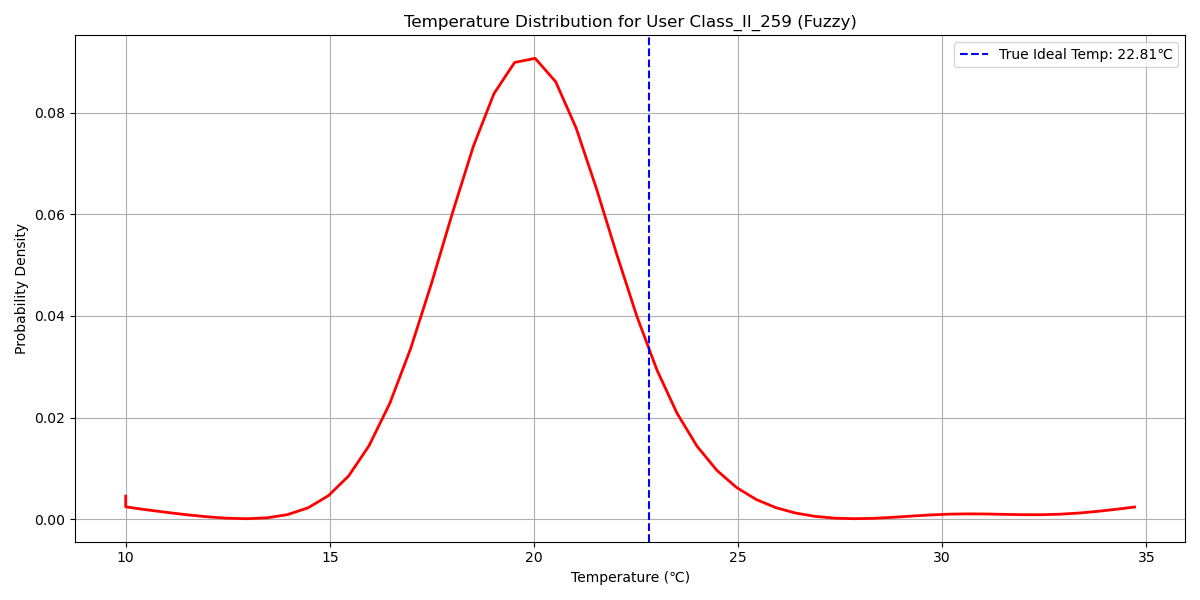 Temperature Distribution for User Class_II_259 (Fuzzy)
True Ideal Temp: 22.81℃
Probability Density
0.08
0.06
0.04
0.02
0.00
10 15 20 25 30 35
Temperature (℃)